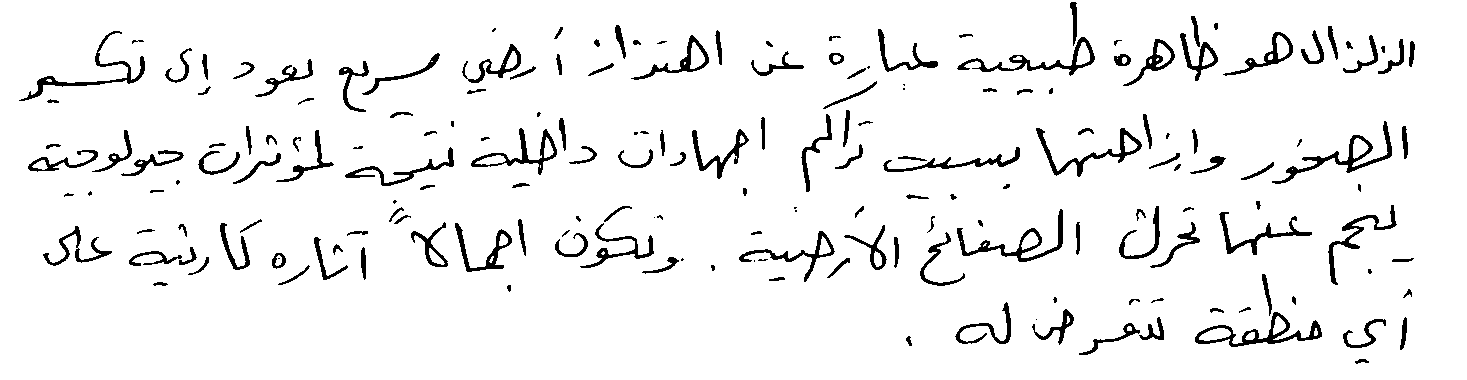 الزلزال هو ظاهرة طبيعية عبارة عن اهتزاز أرضي سريع يعود إلى تكسير
الصخور وازاحتها بسبب تراكم اجهادات داخلية نتيجة لمؤثرات جيولوجية
ينجم عنها تحرك الصفائح الأرضية . وتكون اجمالاً آثاره كارثية على
أي منطقة تتعرض له .